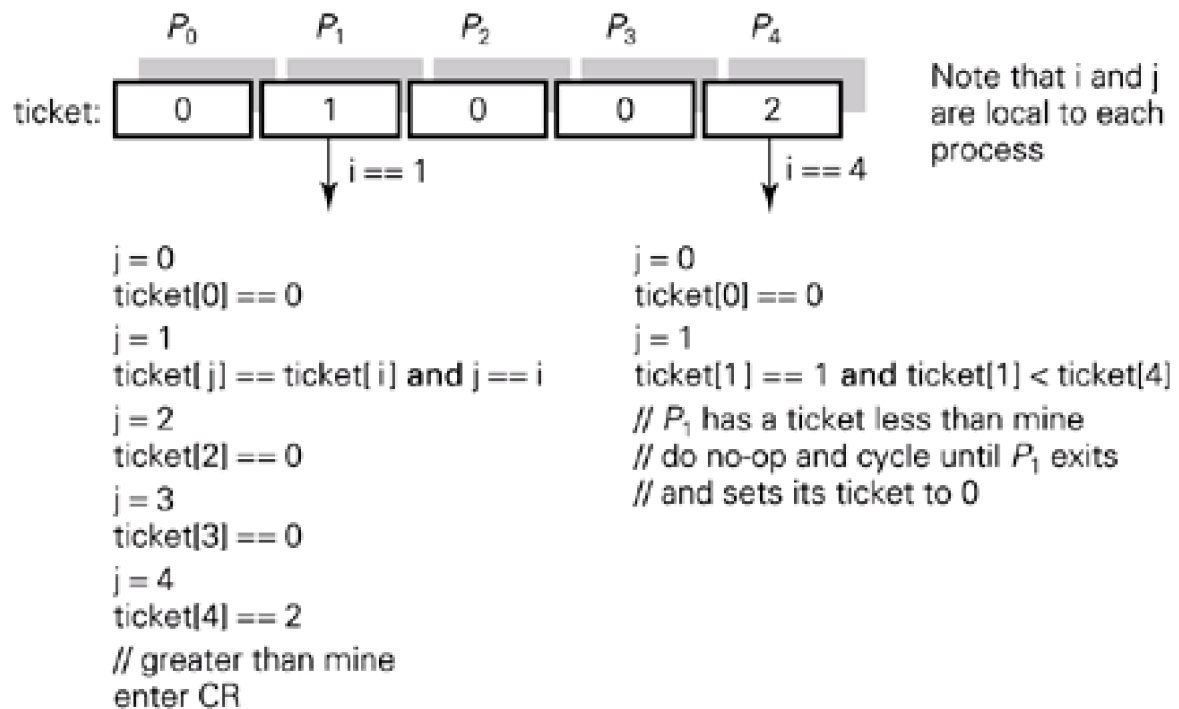 P0 P1 P2 P3 P4
ticket: 0 1 0 0 2
Note that i and j
are local to each
process
i == 1
i == 4
j = 0
ticket[0] == 0
j = 1
ticket[j] == ticket[i] and j == i
j = 2
ticket[2] == 0
j = 3
ticket[3] == 0
j = 4
ticket[4] == 2
// greater than mine
enter CR
j = 0
ticket[0] == 0
j = 1
ticket[1] == 1 and ticket[1] < ticket[4]
// P1 has a ticket less than mine
// do no-op and cycle until P1 exits
// and sets its ticket to 0